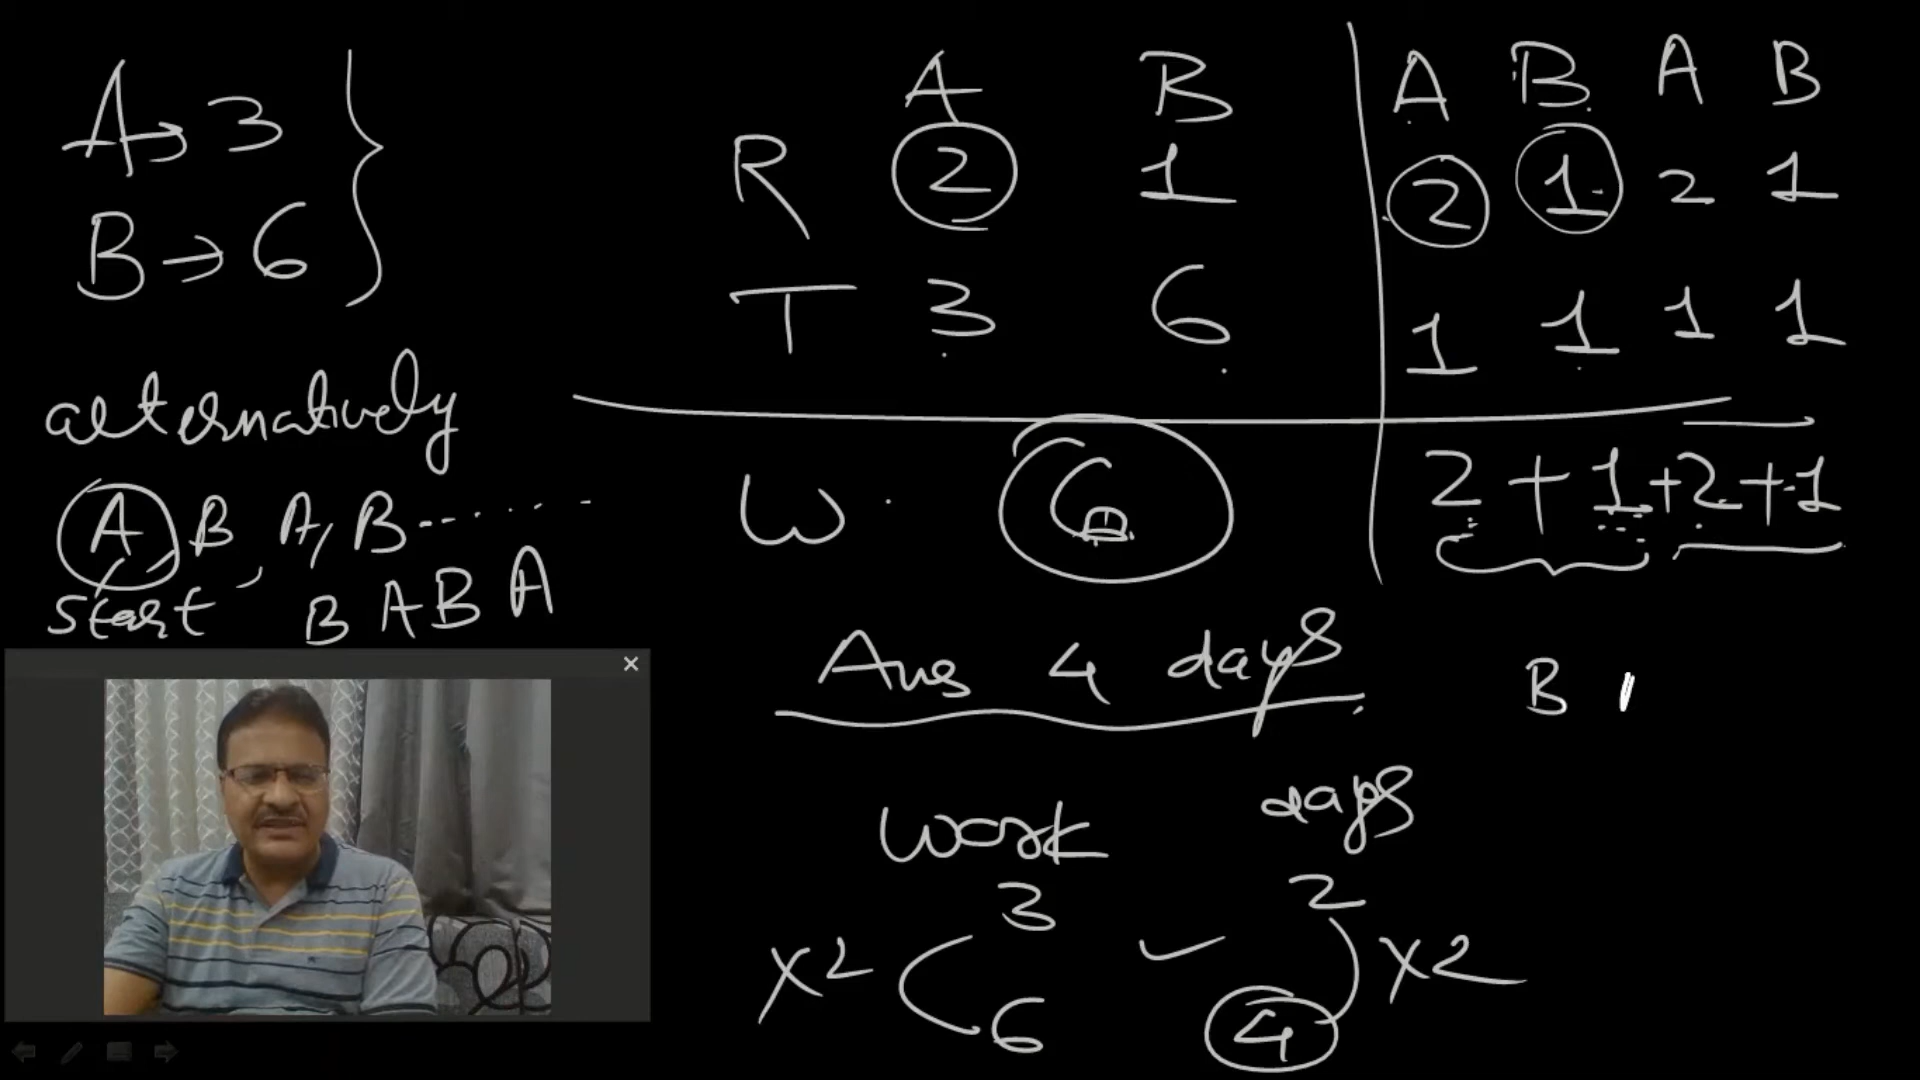 A→3
B→6
alternatively
A, B, A, B-------
start
B A B A
A B
R 2 1
T 3 6
W 6
A B A B
2 1 2 1
1 1 1 1
2+1+2+1
Ans 4 days
B
work days
3 2
x2 x2
6 4